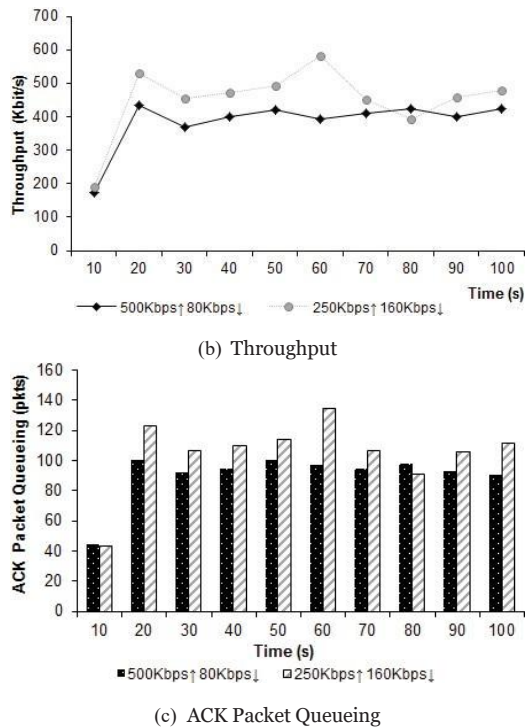 Throughput (Kbit/s)
700
600
500
400
300
200
100
0
10 20 30 40 50 60 70 80 90 100
Time (s)
500Kbps↑ 80Kbps↓ 250Kbps↑ 160Kbps↓
(b) Throughput
ACK Packet Queueing (pkts)
160
140
120
100
80
60
40
20
0
10 20 30 40 50 60 70 80 90 100
Time (s)
500Kbps↑ 80Kbps↓ 250Kbps↑ 160Kbps↓
(c) ACK Packet Queueing